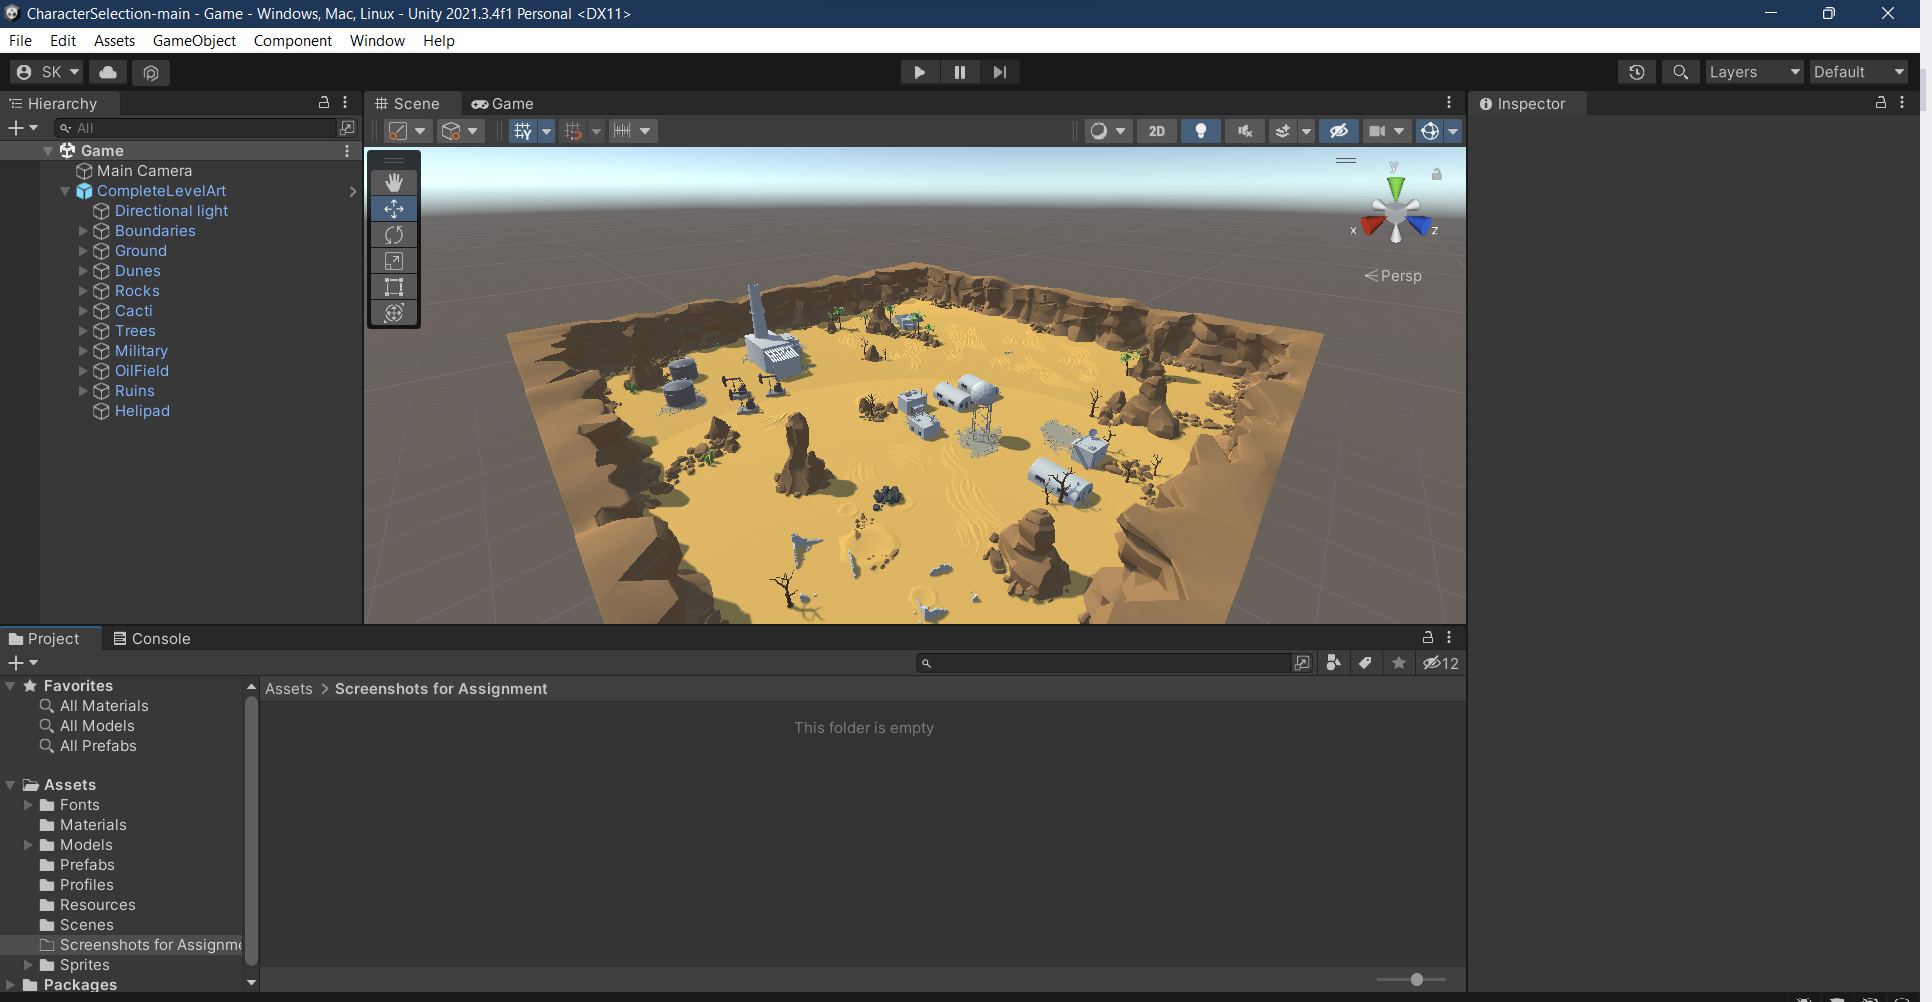 CharacterSelection-main - Game - Windows, Mac, Linux - Unity 2021.3.4f1 Personal <DX11>
File Edit Assets GameObject Component Window Help
SK
Layers
Default
Hierarchy
Scene
Game
Inspector
All
2D
Game
Main Camera
CompleteLevelArt
Directional light
Boundaries
Ground
Dunes
Rocks
Cacti
Trees
Military
OilField
Ruins
Helipad
y
x
z
Persp
Project
Console
12
Favorites
All Materials
All Models
All Prefabs
Assets
Fonts
Materials
Models
Prefabs
Profiles
Resources
Scenes
Screenshots for Assignme
Sprites
Packages
Assets > Screenshots for Assignment
This folder is empty